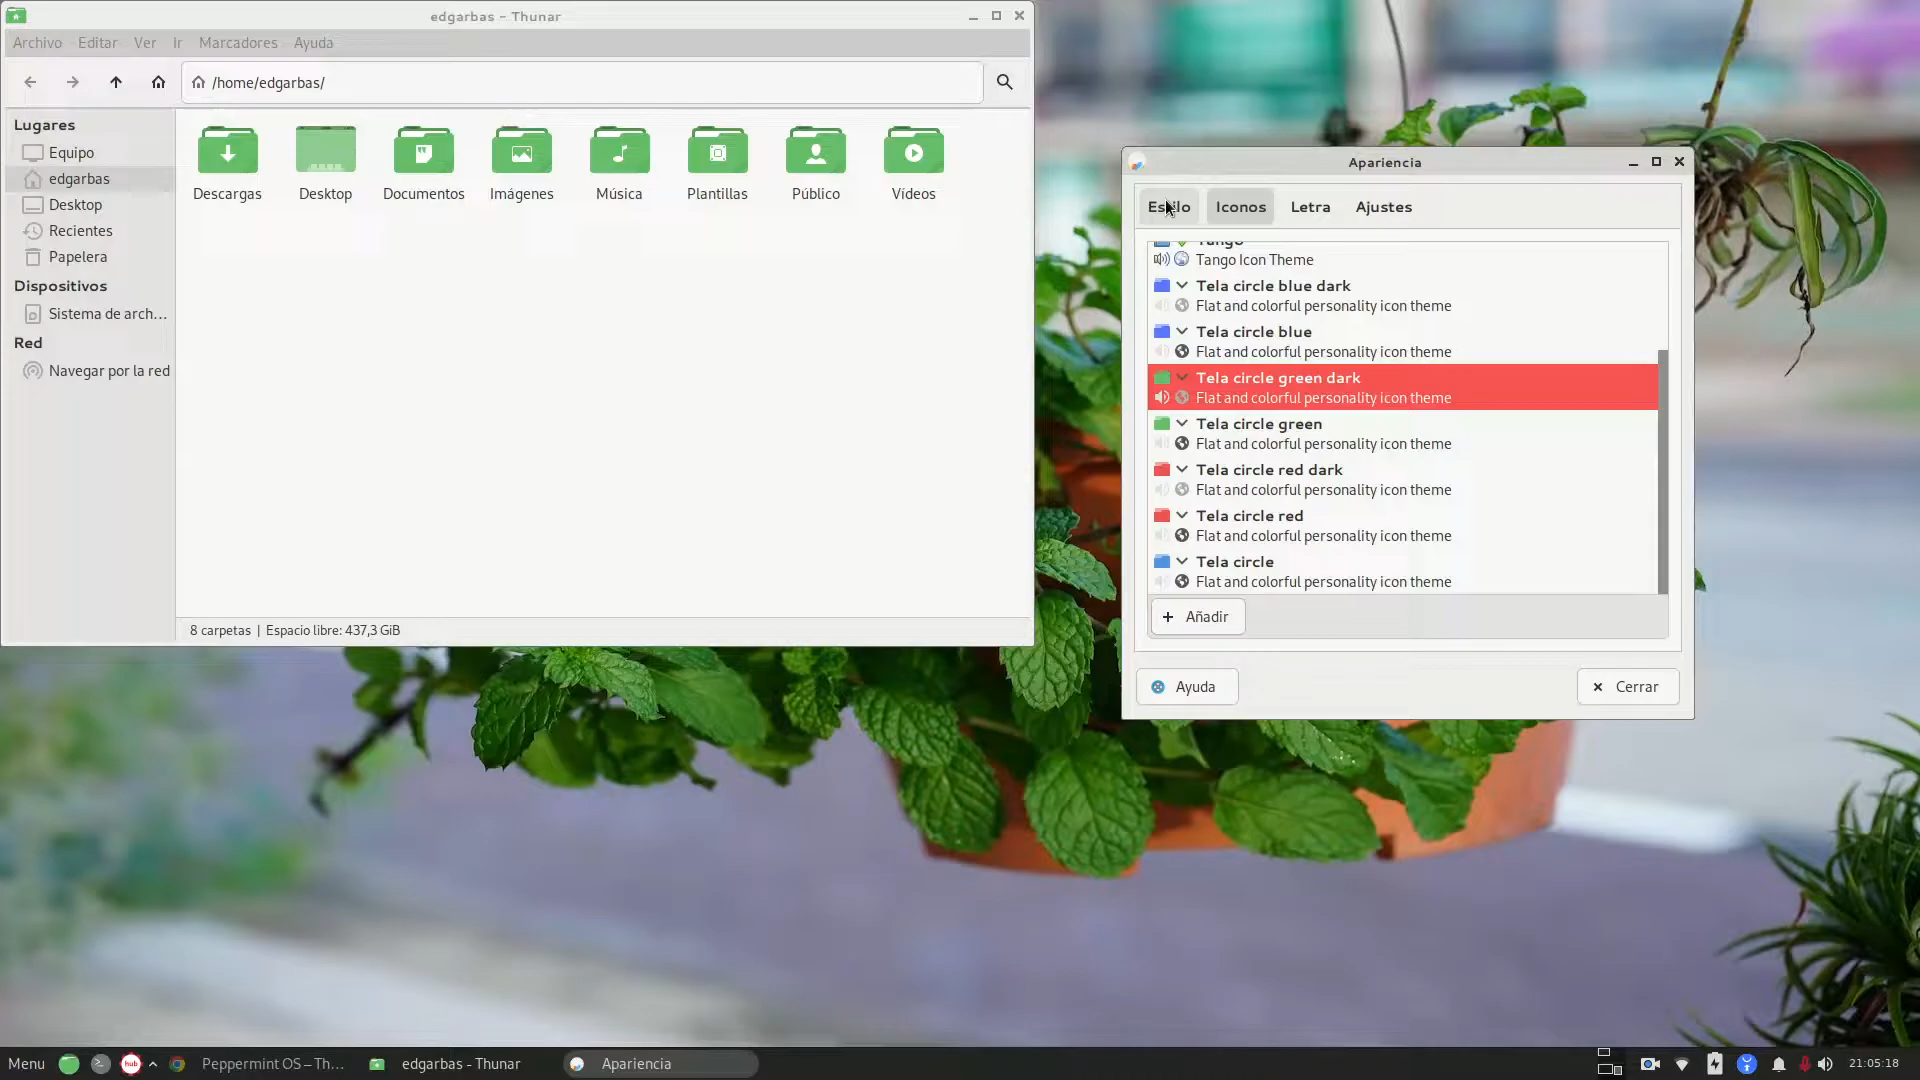 edgarbas - Thunar
Archivo Editar Ver Ir Marcadores Ayuda
/home/edgarbas/
Lugares
Equipo
edgarbas
Desktop
Recientes
Papelera
Dispositivos
Sistema de arch...
Red
Navegar por la red
Descargas Desktop Documentos Imágenes Música Plantillas Público Vídeos
8 carpetas | Espacio libre: 437,3 GiB
Apariencia
Estilo Iconos Letra Ajustes
Tango
Tango Icon Theme
Tela circle blue dark
Flat and colorful personality icon theme
Tela circle blue
Flat and colorful personality icon theme
Tela circle green dark
Flat and colorful personality icon theme
Tela circle green
Flat and colorful personality icon theme
Tela circle red dark
Flat and colorful personality icon theme
Tela circle red
Flat and colorful personality icon theme
Tela circle
Flat and colorful personality icon theme
Añadir
Ayuda Cerrar
Menu hub Peppermint OS – Th... edgarbas - Thunar Apariencia 21:05:18